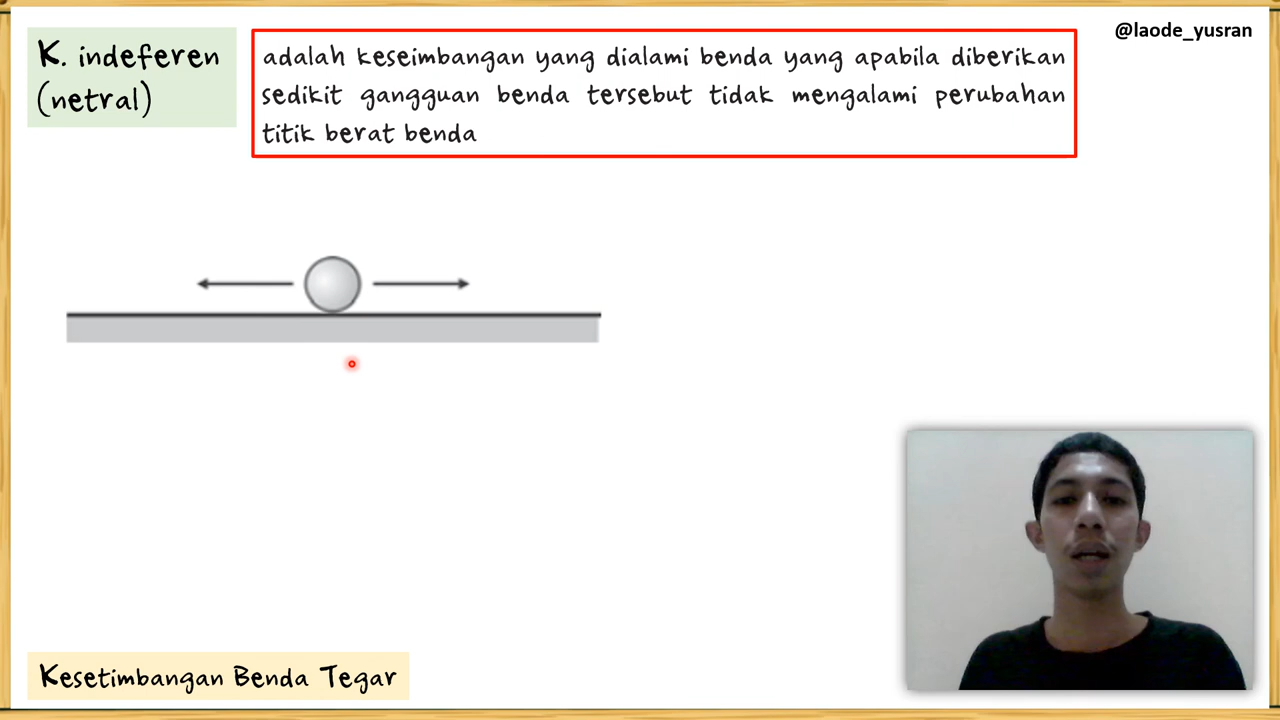 @laode_yusran
K. indeferen
(netral)
adalah keseimbangan yang dialami benda yang apabila diberikan
sedikit gangguan benda tersebut tidak mengalami perubahan
titik berat benda
Kesetimbangan Benda Tegar